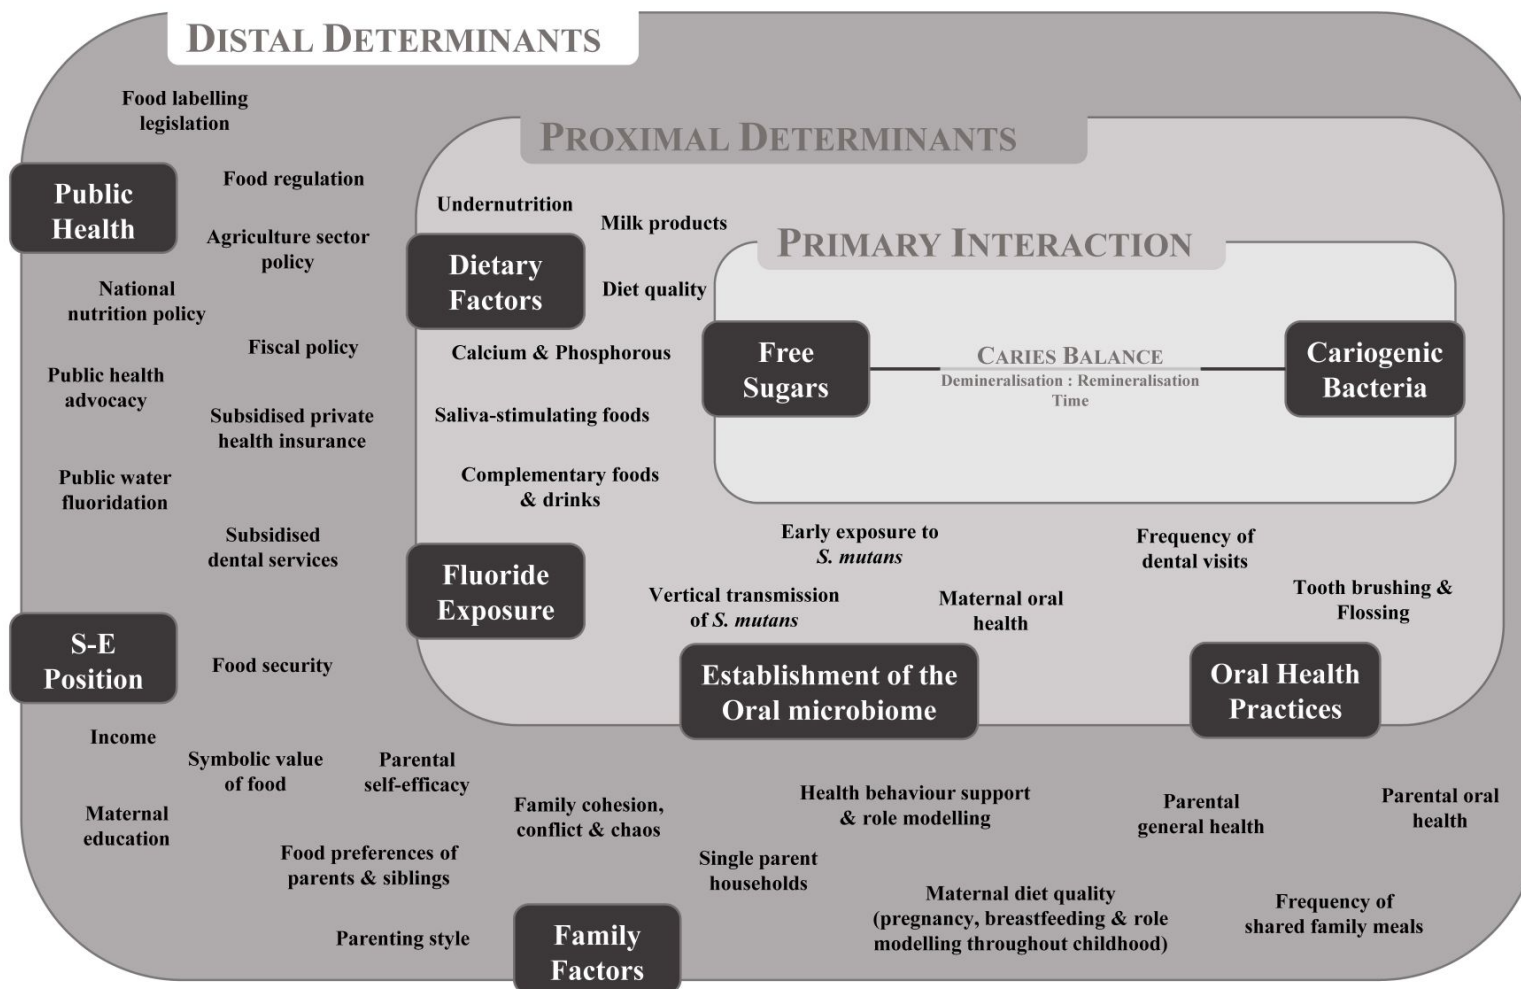 DISTAL DETERMINANTS
Food labelling
legislation
PROXIMAL DETERMINANTS
Public
Health
Food regulation
Undernutrition
Milk products
Agriculture sector
policy
Dietary
Factors
PRIMARY INTERACTION
National
nutrition policy
Diet quality
Fiscal policy
Calcium & Phosphorous
Free
Sugars
CARIES BALANCE
Demineralisation : Remineralisation
Time
Cariogenic
Bacteria
Public health
advocacy
Subsidised private
health insurance
Saliva-stimulating foods
Public water
fluoridation
Complementary foods
& drinks
Subsidised
dental services
Early exposure to
S. mutans
Frequency of
dental visits
Fluoride
Exposure
Vertical transmission
of S. mutans
Maternal oral
health
Tooth brushing &
Flossing
S-E
Position
Food security
Establishment of the
Oral microbiome
Oral Health
Practices
Income
Symbolic value
of food
Parental
self-efficacy
Maternal
education
Family cohesion,
conflict & chaos
Health behaviour support
& role modelling
Parental
general health
Parental oral
health
Food preferences of
parents & siblings
Single parent
households
Maternal diet quality
(pregnancy, breastfeeding & role
modelling throughout childhood)
Frequency of
shared family meals
Parenting style
Family
Factors